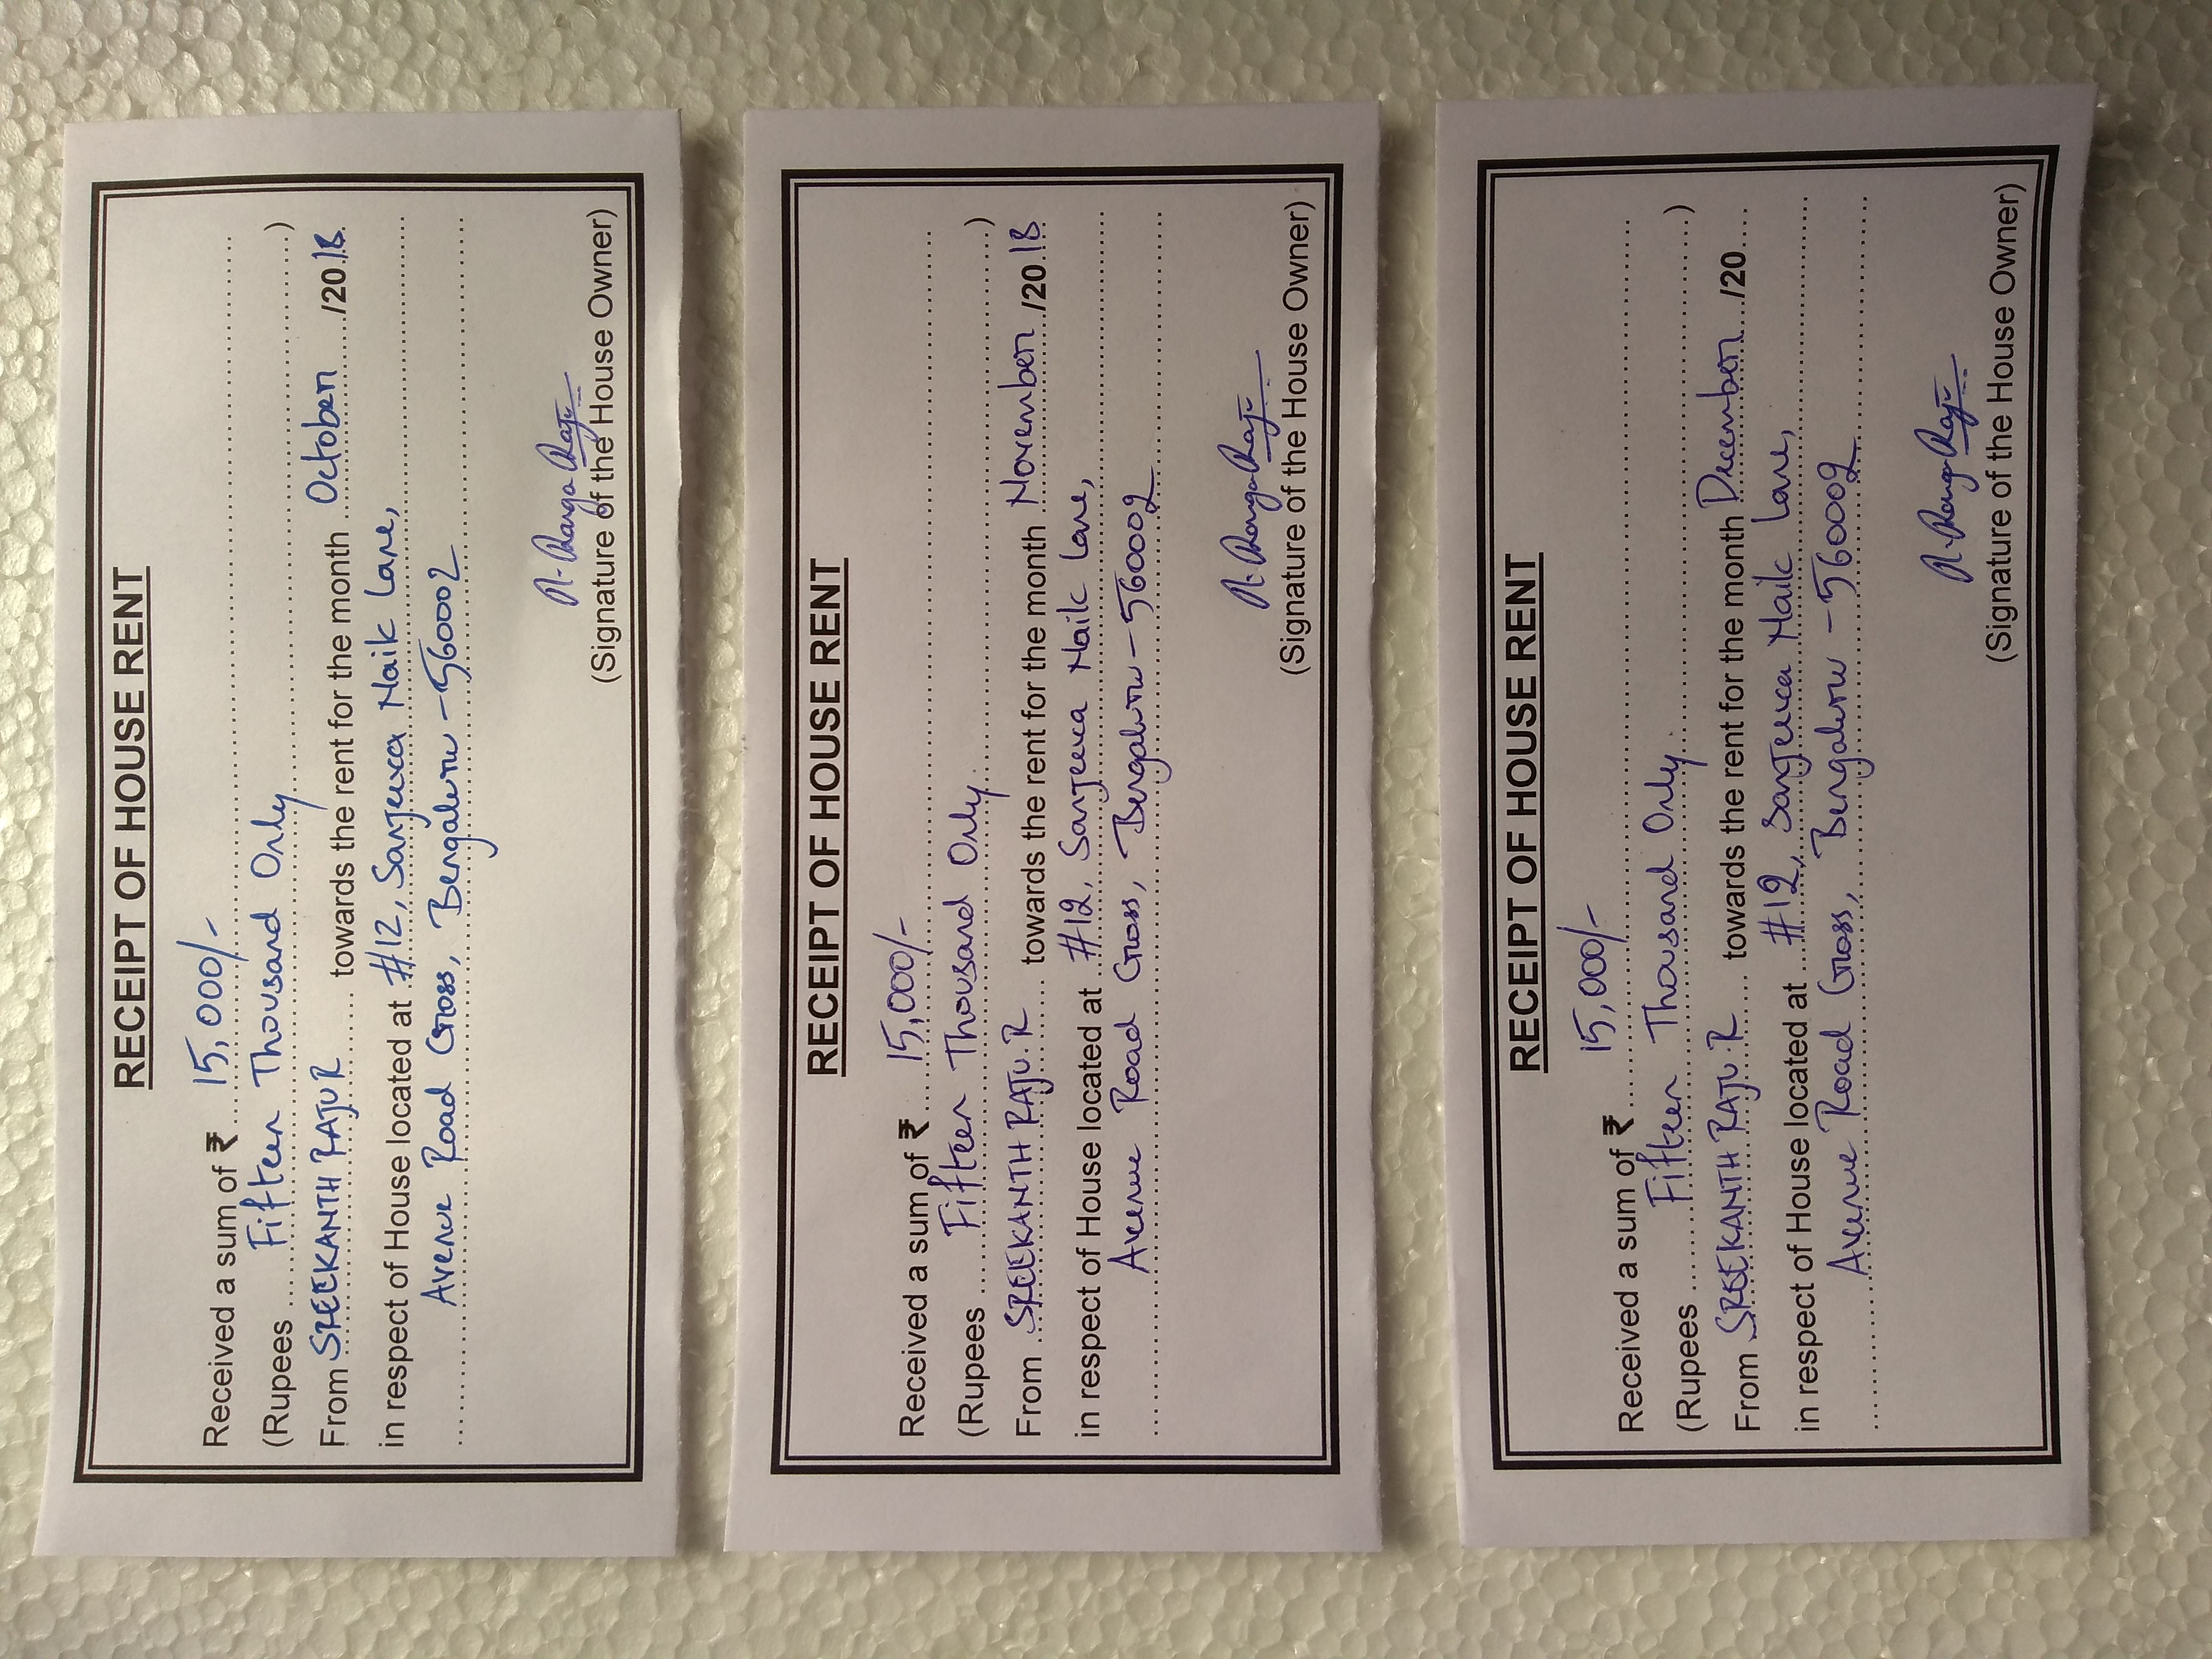 RECEIPT OF HOUSE RENT
Received a sum of ₹ 15,000/-
(Rupees Fifteen Thousand Only )
From SREEKANTH RAJU R towards the rent for the month October /2018
in respect of House located at #12, Sanjeeva Naik Lane,
Avenue Road Cross, Bengaluru - 560002
R. Ranga Raju
(Signature of the House Owner)
RECEIPT OF HOUSE RENT
Received a sum of ₹ 15,000/-
(Rupees Fifteen Thousand Only. )
From SREEKANTH RAJU. R towards the rent for the month November /2018
in respect of House located at #12, Sanjeeva Naik Lane,
Avenue Road Cross, Bengaluru - 560002
R. Ranga Raju
(Signature of the House Owner)
RECEIPT OF HOUSE RENT
Received a sum of ₹ 15,000/-
(Rupees Fifteen Thousand Only. )
From SREEKANTH RAJU. R towards the rent for the month December /20
in respect of House located at #12, Sanjeeva Naik Lane,
Avenue Road Cross, Bengaluru - 560002
R. Ranga Raju
(Signature of the House Owner)